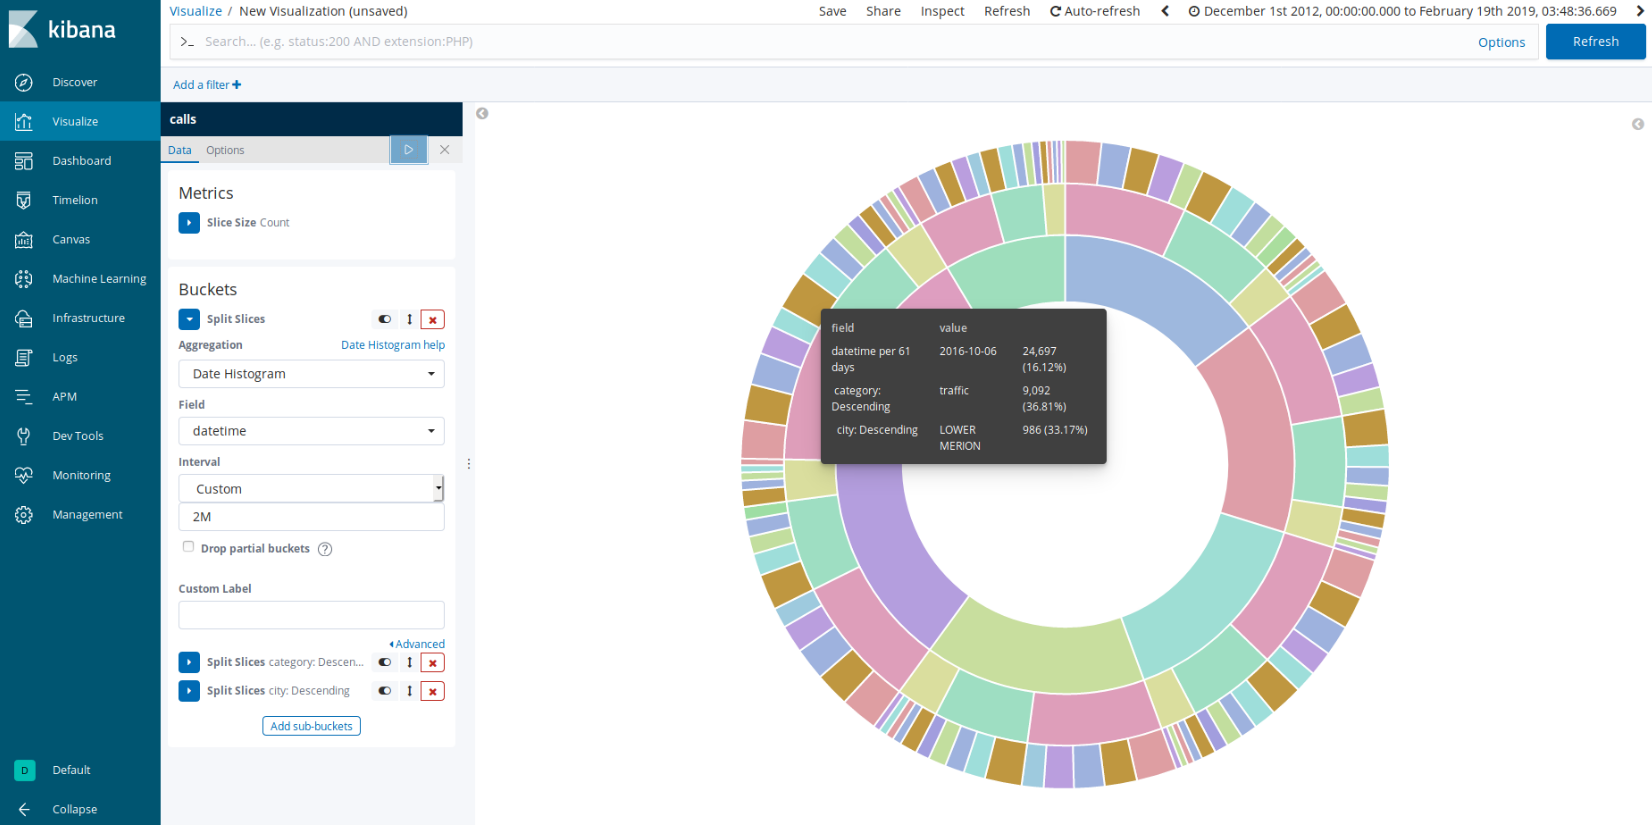 kibana
Discover
Visualize
Dashboard
Timelion
Canvas
Machine Learning
Infrastructure
Logs
APM
Dev Tools
Monitoring
Management
D Default
Collapse
Visualize / New Visualization (unsaved)
Save Share Inspect Refresh Auto-refresh December 1st 2012, 00:00:00.000 to February 19th 2019, 03:48:36.669
>_ Search... (e.g. status:200 AND extension:PHP) Options Refresh
Add a filter +
calls
Data Options
Metrics
Slice Size Count
Buckets
Split Slices
Aggregation Date Histogram help
Date Histogram
Field
datetime
Interval
Custom
2M
Drop partial buckets ?
Custom Label
Advanced
Split Slices category: Descen...
Split Slices city: Descending
Add sub-buckets
field value
datetime per 61 2016-10-06 24,697
days (16.12%)
category: traffic 9,092
Descending (36.81%)
city: Descending LOWER 986 (33.17%)
MERION